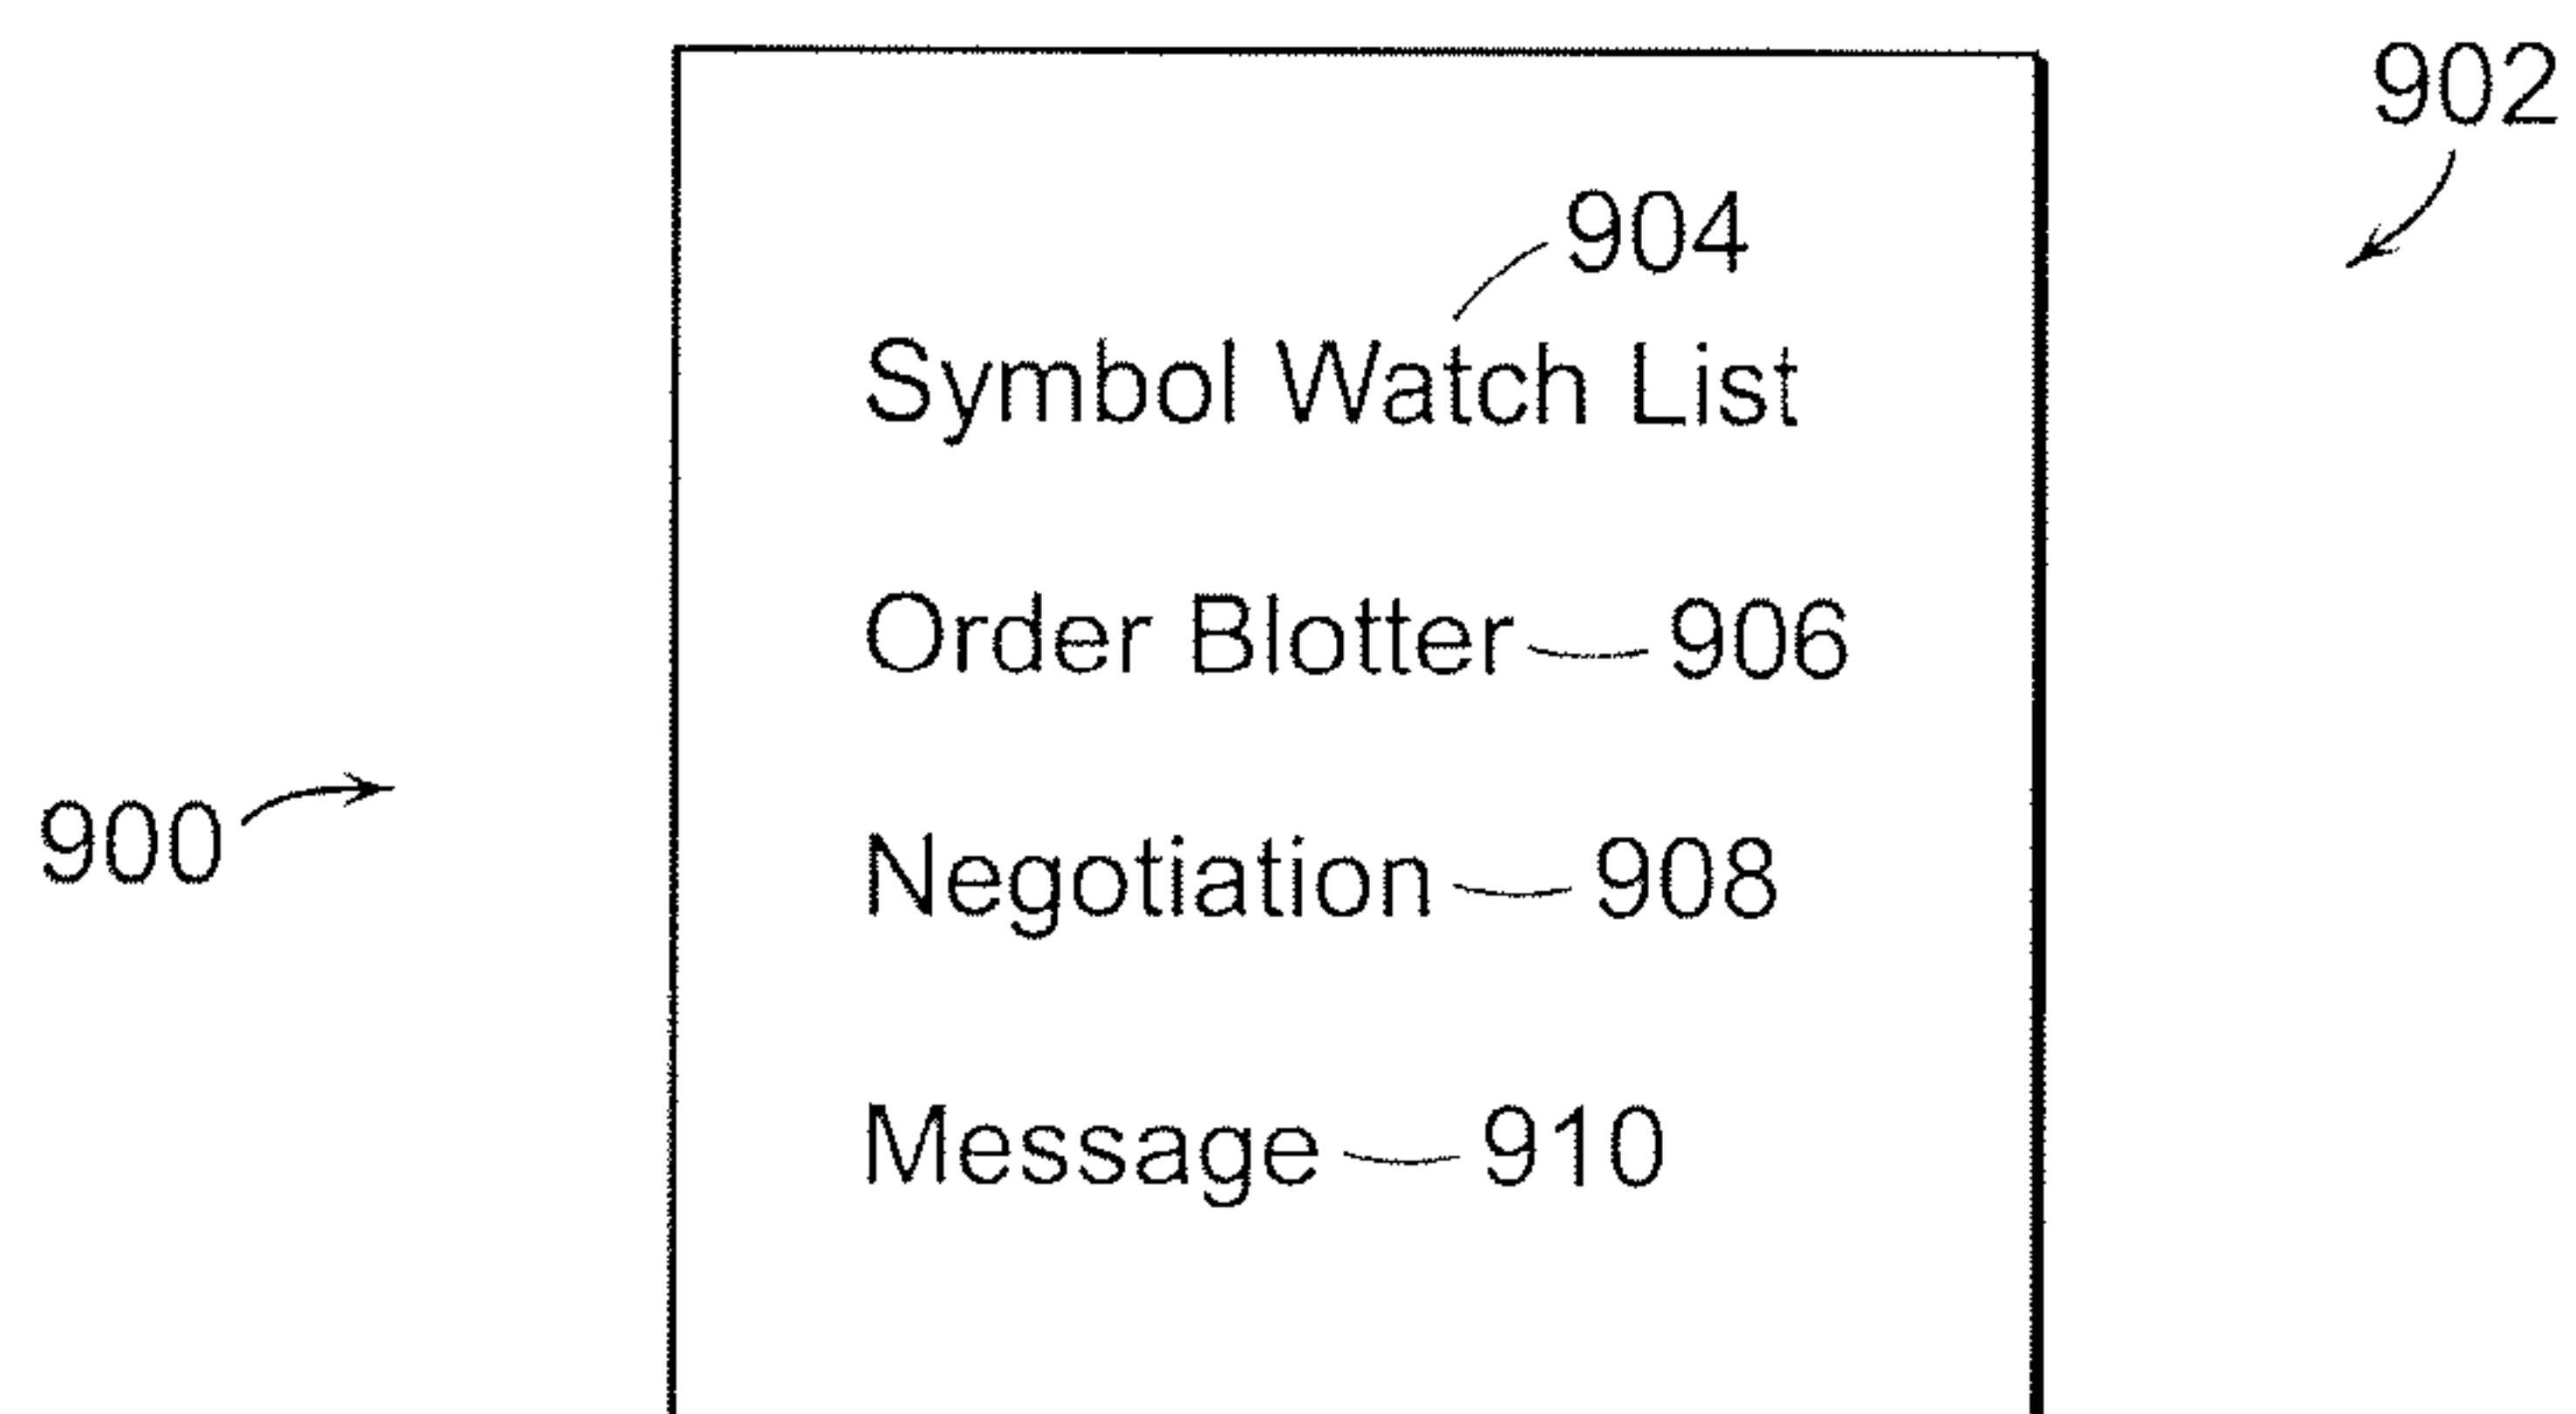 902
904
Symbol Watch List
Order Blotter 906
900
Negotiation 908
Message 910